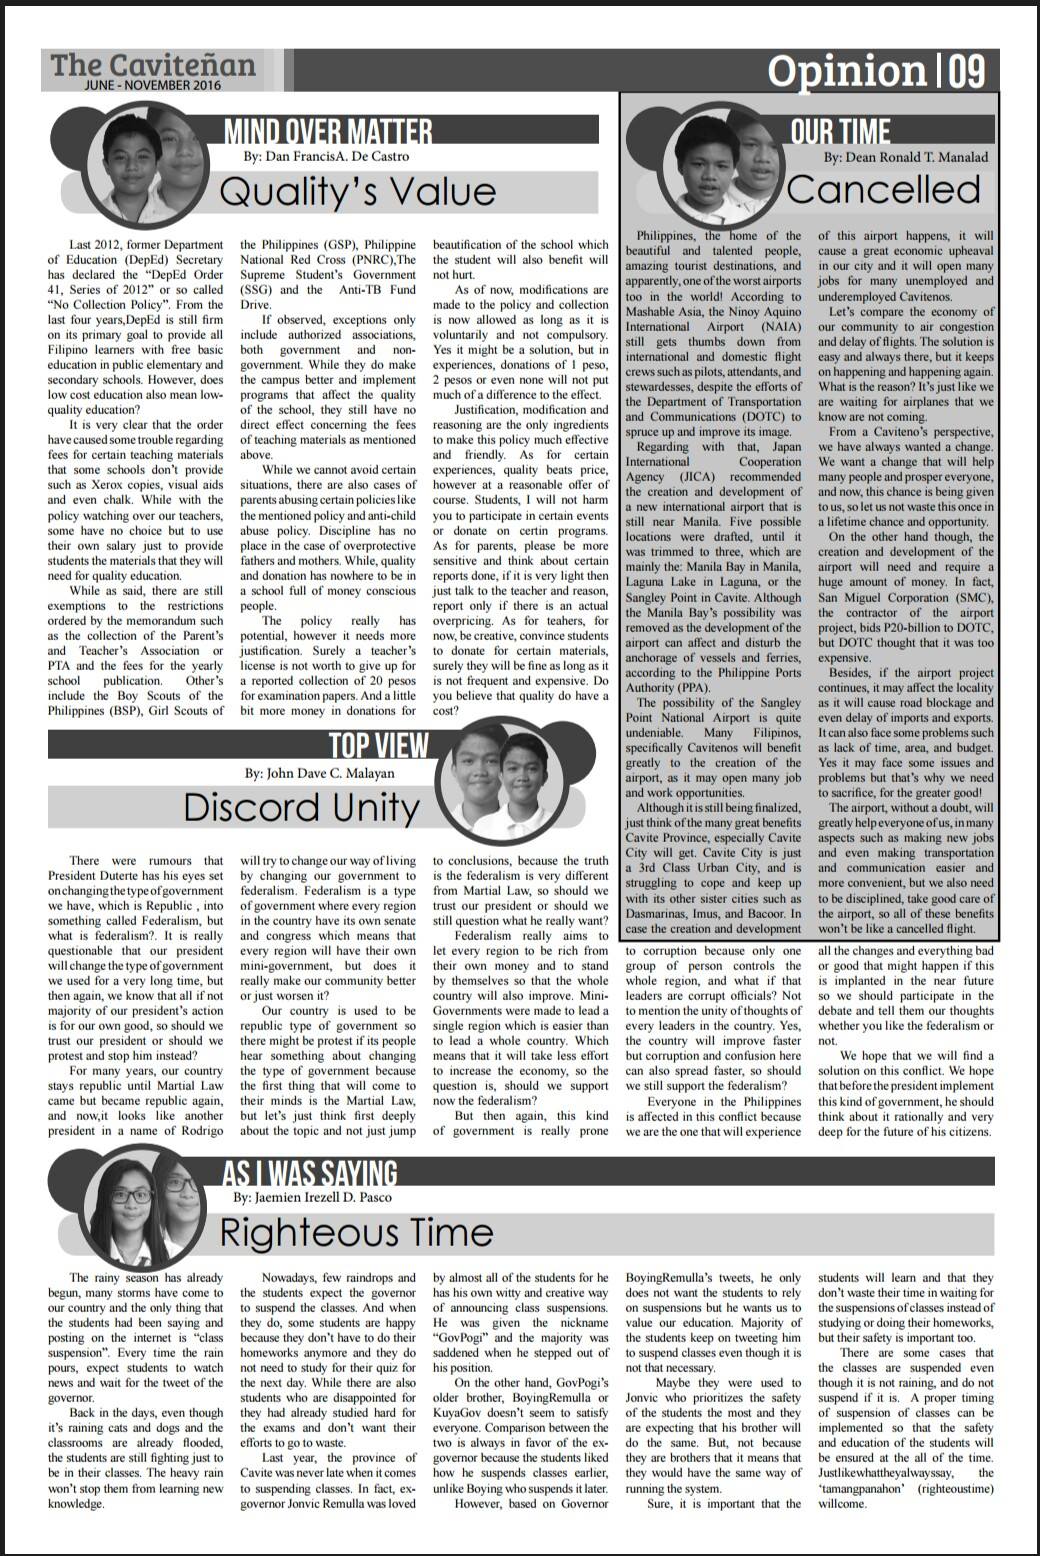 The Caviteñan
JUNE - NOVEMBER 2016
Opinion | 09
MIND OVER MATTER
By: Dan FrancisA. De Castro
Quality's Value
Last 2012, former Department
of Education (DepEd) Secretary
has declared the “DepEd Order
41, Series of 2012” or so called
“No Collection Policy”. From the
last four years,DepEd is still firm
on its primary goal to provide all
Filipino learners with free basic
education in public elementary and
secondary schools. However, does
low cost education also mean low-
quality education?
It is very clear that the order
have caused some trouble regarding
fees for certain teaching materials
that some schools don’t provide
such as Xerox copies, visual aids
and even chalk. While with the
policy watching over our teachers,
some have no choice but to use
their own salary just to provide
students the materials that they will
need for quality education.
While as said, there are still
exemptions to the restrictions
ordered by the memorandum such
as the collection of the Parent’s
and Teacher’s Association or
PTA and the fees for the yearly
school publication. Other’s
include the Boy Scouts of the
Philippines (BSP), Girl Scouts of
the Philippines (GSP), Philippine
National Red Cross (PNRC),The
Supreme Student’s Government
(SSG) and the Anti-TB Fund
Drive.
If observed, exceptions only
include authorized associations,
both government and non-
government. While they do make
the campus better and implement
programs that affect the quality
of the school, they still have no
direct effect concerning the fees
of teaching materials as mentioned
above.
While we cannot avoid certain
situations, there are also cases of
parents abusing certain policies like
the mentioned policy and anti-child
abuse policy. Discipline has no
place in the case of overprotective
fathers and mothers. While, quality
and donation has nowhere to be in
a school full of money conscious
people.
The policy really has
potential, however it needs more
justification. Surely a teacher’s
license is not worth to give up for
a reported collection of 20 pesos
for examination papers. And a little
bit more money in donations for
beautification of the school which
the student will also benefit will
not hurt.
As of now, modifications are
made to the policy and collection
is now allowed as long as it is
voluntarily and not compulsory.
Yes it might be a solution, but in
experiences, donations of 1 peso,
2 pesos or even none will not put
much of a difference to the effect.
Justification, modification and
reasoning are the only ingredients
to make this policy much effective
and friendly. As for certain
experiences, quality beats price,
however at a reasonable offer of
course. Students, I will not harm
you to participate in certain events
or donate on certin programs.
As for parents, please be more
sensitive and think about certain
reports done, if it is very light then
just talk to the teacher and reason,
report only if there is an actual
overpricing. As for teahers, for
now, be creative, convince students
to donate for certain materials,
surely they will be fine as long as it
is not frequent and expensive. Do
you believe that quality do have a
cost?
OUR TIME
By: Dean Ronald T. Manalad
Cancelled
Philippines, the home of the
beautiful and talented people,
amazing tourist destinations, and
apparently, one of the worst airports
too in the world! According to
Mashable Asia, the Ninoy Aquino
International Airport (NAIA)
still gets thumbs down from
international and domestic flight
crews such as pilots, attendants, and
stewardesses, despite the efforts of
the Department of Transportation
and Communications (DOTC) to
spruce up and improve its image.
Regarding with that, Japan
International Cooperation
Agency (JICA) recommended
the creation and development of
a new international airport that is
still near Manila. Five possible
locations were drafted, until it
was trimmed to three, which are
mainly the: Manila Bay in Manila,
Laguna Lake in Laguna, or the
Sangley Point in Cavite. Although
the Manila Bay’s possibility was
removed as the development of the
airport can affect and disturb the
anchorage of vessels and ferries,
according to the Philippine Ports
Authority (PPA).
The possibility of the Sangley
Point National Airport is quite
undeniable. Many Filipinos,
specifically Cavitenos will benefit
greatly to the creation of the
airport, as it may open many job
and work opportunities.
Although it is still being finalized,
just think of the many great benefits
Cavite Province, especially Cavite
City will get. Cavite City is just
a 3rd Class Urban City, and is
struggling to cope and keep up
with its other sister cities such as
Dasmarinas, Imus, and Bacoor. In
case the creation and development
of this airport happens, it will
cause a great economic upheaval
in our city and it will open many
jobs for many unemployed and
underemployed Cavitenos.
Let’s compare the economy of
our community to air congestion
and delay of flights. The solution is
easy and always there, but it keeps
on happening and happening again.
What is the reason? It’s just like we
are waiting for airplanes that we
know are not coming.
From a Caviteno’s perspective,
we have always wanted a change.
We want a change that will help
many people and prosper everyone,
and now, this chance is being given
to us, so let us not waste this once in
a lifetime chance and opportunity.
On the other hand though, the
creation and development of the
airport will need and require a
huge amount of money. In fact,
San Miguel Corporation (SMC),
the contractor of the airport
project, bids P20-billion to DOTC,
but DOTC thought that it was too
expensive.
Besides, if the airport project
continues, it may affect the locality
as it will cause road blockage and
even delay of imports and exports.
It can also face some problems such
as lack of time, area, and budget.
Yes it may face some issues and
problems but that’s why we need
to sacrifice, for the greater good!
The airport, without a doubt, will
greatly help everyone of us, in many
aspects such as making new jobs
and even making transportation
and communication easier and
more convenient, but we also need
to be disciplined, take good care of
the airport, so all of these benefits
won’t be like a cancelled flight.
TOP VIEW
By: John Dave C. Malayan
Discord Unity
There were rumours that
President Duterte has his eyes set
on changing the type of government
we have, which is Republic , into
something called Federalism, but
what is federalism?. It is really
questionable that our president
will change the type of government
we used for a very long time, but
then again, we know that all if not
majority of our president’s action
is for our own good, so should we
trust our president or should we
protest and stop him instead?
For many years, our country
stays republic until Martial Law
came but became republic again,
and now,it looks like another
president in a name of Rodrigo
will try to change our way of living
by changing our government to
federalism. Federalism is a type
of government where every region
in the country have its own senate
and congress which means that
every region will have their own
mini-government, but does it
really make our community better
or just worsen it?
Our country is used to be
republic type of government so
there might be protest if its people
hear something about changing
the type of government because
the first thing that will come to
their minds is the Martial Law,
but let’s just think first deeply
about the topic and not just jump
to conclusions, because the truth
is the federalism is very different
from Martial Law, so should we
trust our president or should we
still question what he really want?
Federalism really aims to
let every region to be rich from
their own money and to stand
by themselves so that the whole
country will also improve. Mini-
Governments were made to lead a
single region which is easier than
to lead a whole country. Which
means that it will take less effort
to increase the economy, so the
question is, should we support
now the federalism?
But then again, this kind
of government is really prone
to corruption because only one
group of person controls the
whole region, and what if that
leaders are corrupt officials? Not
to mention the unity of thoughts of
every leaders in the country. Yes,
the country will improve faster
but corruption and confusion here
can also spread faster, so should
we still support the federalism?
Everyone in the Philippines
is affected in this conflict because
we are the one that will experience
all the changes and everything bad
or good that might happen if this
is implanted in the near future
so we should participate in the
debate and tell them our thoughts
whether you like the federalism or
not.
We hope that we will find a
solution on this conflict. We hope
that before the president implement
this kind of government, he should
think about it rationally and very
deep for the future of his citizens.
AS I WAS SAYING
By: Jaemien Irezell D. Pasco
Righteous Time
The rainy season has already
begun, many storms have come to
our country and the only thing that
the students had been saying and
posting on the internet is “class
suspension”. Every time the rain
pours, expect students to watch
news and wait for the tweet of the
governor.
Back in the days, even though
it’s raining cats and dogs and the
classrooms are already flooded,
the students are still fighting just to
be in their classes. The heavy rain
won’t stop them from learning new
knowledge.
Nowadays, few raindrops and
the students expect the governor
to suspend the classes. And when
they do, some students are happy
because they don’t have to do their
homeworks anymore and they do
not need to study for their quiz for
the next day. While there are also
students who are disappointed for
they had already studied hard for
the exams and don’t want their
efforts to go to waste.
Last year, the province of
Cavite was never late when it comes
to suspending classes. In fact, ex-
governor Jonvic Remulla was loved
by almost all of the students for he
has his own witty and creative way
of announcing class suspensions.
He was given the nickname
“GovPogi” and the majority was
saddened when he stepped out of
his position.
On the other hand, GovPogi’s
older brother, BoyingRemulla or
KuyaGov doesn’t seem to satisfy
everyone. Comparison between the
two is always in favor of the ex-
governor because the students liked
how he suspends classes earlier,
unlike Boying who suspends it later.
However, based on Governor
BoyingRemulla’s tweets, he only
does not want the students to rely
on suspensions but he wants us to
value our education. Majority of
the students keep on tweeting him
to suspend classes even though it is
not that necessary.
Maybe they were used to
Jonvic who prioritizes the safety
of the students the most and they
are expecting that his brother will
do the same. But, not because
they are brothers that it means that
they would have the same way of
running the system.
Sure, it is important that the
students will learn and that they
don’t waste their time in waiting for
the suspensions of classes instead of
studying or doing their homeworks,
but their safety is important too.
There are some cases that
the classes are suspended even
though it is not raining, and do not
suspend if it is. A proper timing
of suspension of classes can be
implemented so that the safety
and education of the students will
be ensured at the all of the time.
Justlikewhattheyalwayssay, the
‘tamangpanahon’ (righteoustime)
willcome.